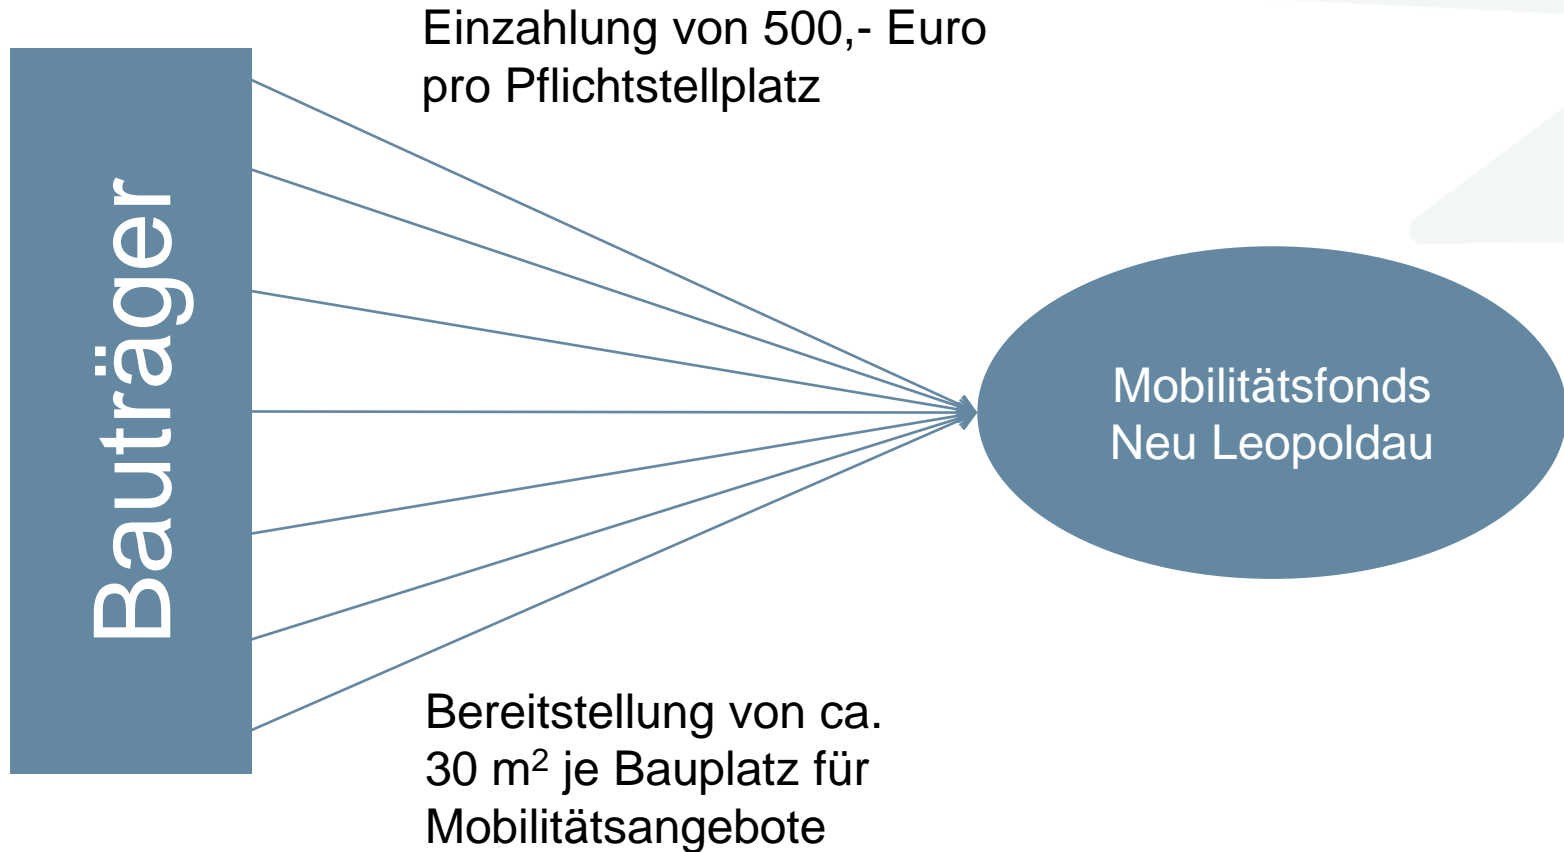 Einzahlung von 500,- Euro
pro Pflichtstellplatz
Bauträger
Mobilitätsfonds
Neu Leopoldau
Bereitstellung von ca.
30 m² je Bauplatz für
Mobilitätsangebote